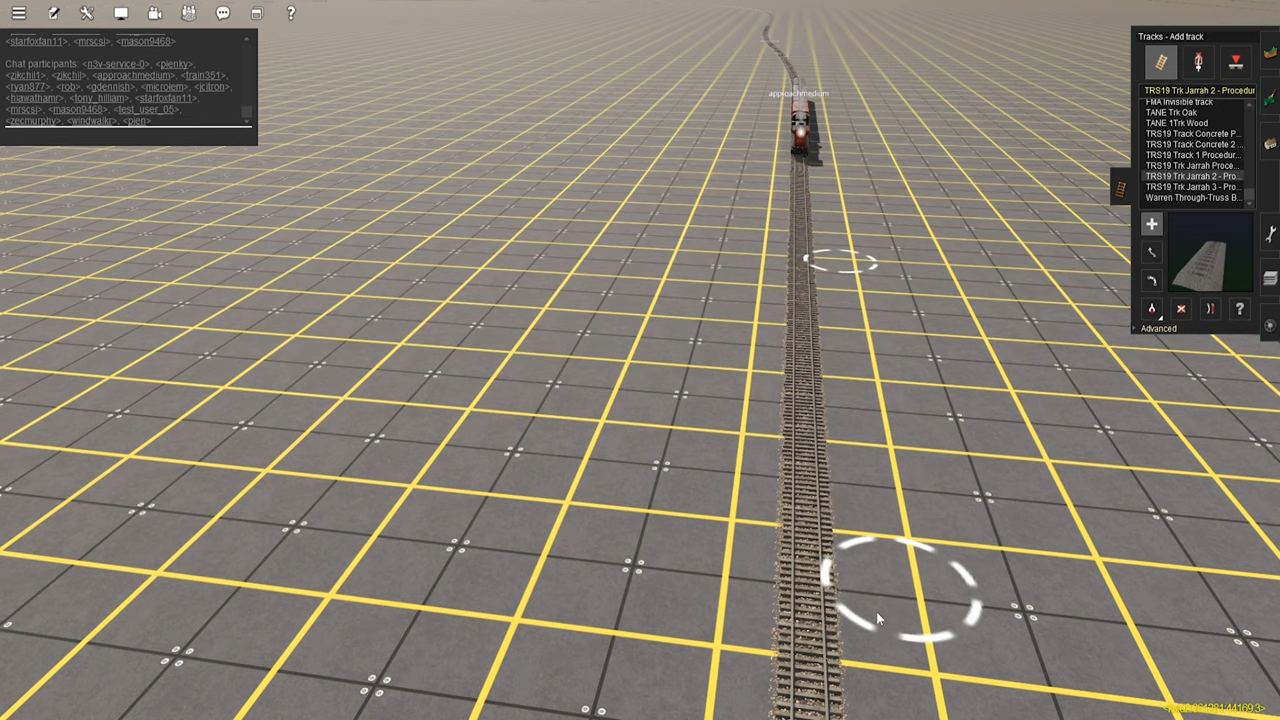 <starfoxfan11>, <mrscsi>, <mason9468>
Chat participants: <n3v-service-0>, <pienky>,
<zikchil1>, <zikchil>, <approachmedium>, <train351>,
<ryan877>, <rob>, <gdennish>, <microlem>, <jcitron>,
<hiawathamr>, <tony_hilliam>, <starfoxfan11>,
<mrscsi>, <mason9468>, <test_user_05>,
<zecmurphy>, <windwalkr>, <pien>
approachmedium
Tracks - Add track
TRS19 Trk Jarrah 2 - Procedur
FMA Invisible track
TANE Trk Oak
TANE 1Trk Wood
TRS19 Track Concrete P...
TRS19 Track Concrete 2 ...
TRS19 Track 1 Procedur...
TRS19 Trk Jarrah Proce...
TRS19 Trk Jarrah 2 - Pro...
TRS19 Trk Jarrah 3 - Pro...
Warren Through-Truss B...
Advanced